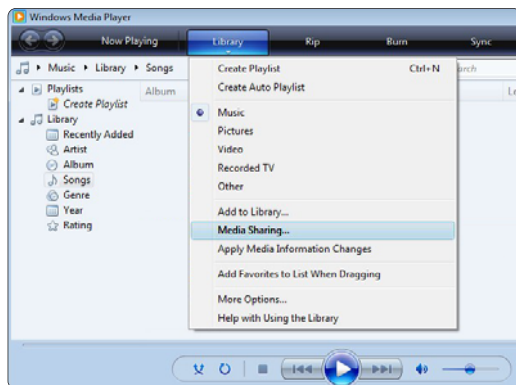 Windows Media Player
Now Playing Library Rip Burn Sync
Music Library Songs
Playlists
Create Playlist
Library
Recently Added
Artist
Album
Songs
Genre
Year
Rating
Album
Create Playlist Ctrl+N
Create Auto Playlist
Music
Pictures
Video
Recorded TV
Other
Add to Library...
Media Sharing...
Apply Media Information Changes
Add Favorites to List When Dragging
More Options...
Help with Using the Library